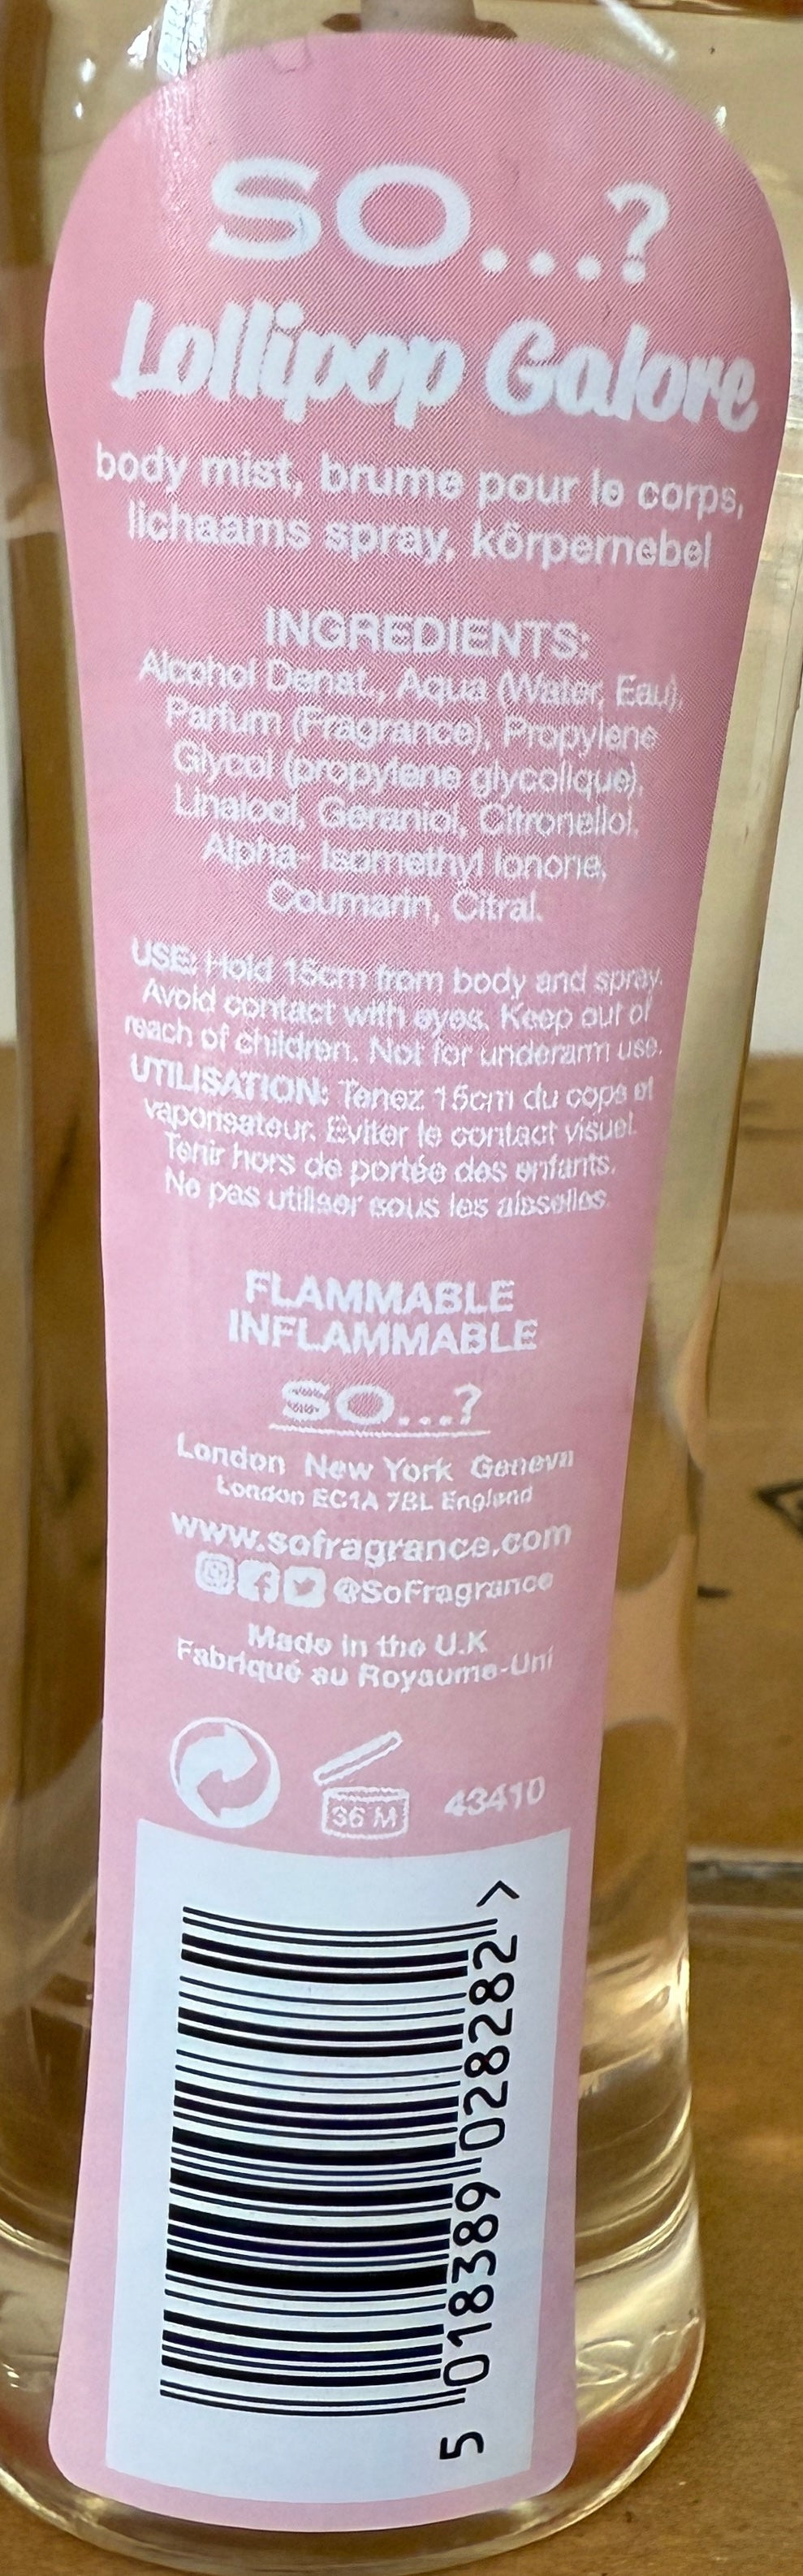 SO...?
Lollipop Galore
body mist, brume pour le corps,
lichaams spray, körpernebel
INGREDIENTS:
Alcohol Denat., Aqua (Water, Eau),
Parfum (Fragrance), Propylene
Glycol (propylene glycolique),
Linalool, Geraniol, Citronellol,
Alpha- Isomethyl Ionone,
Coumarin, Citral.
USE: Hold 15cm from body and spray.
Avoid contact with eyes. Keep out of
reach of children. Not for underarm use.
UTILISATION: Tenez 15cm du cops et
vaporisateur. Eviter le contact visuel.
Tenir hors de portée des enfants.
Ne pas utiliser sous les aisselles.
FLAMMABLE
INFLAMMABLE
SO...?
London New York Geneva
London EC1A 7BL England
www.sofragrance.com
@SoFragrance
Made in the U.K
Fabriqué au Royaume-Uni
36 M 43410
5 018389 028282 >